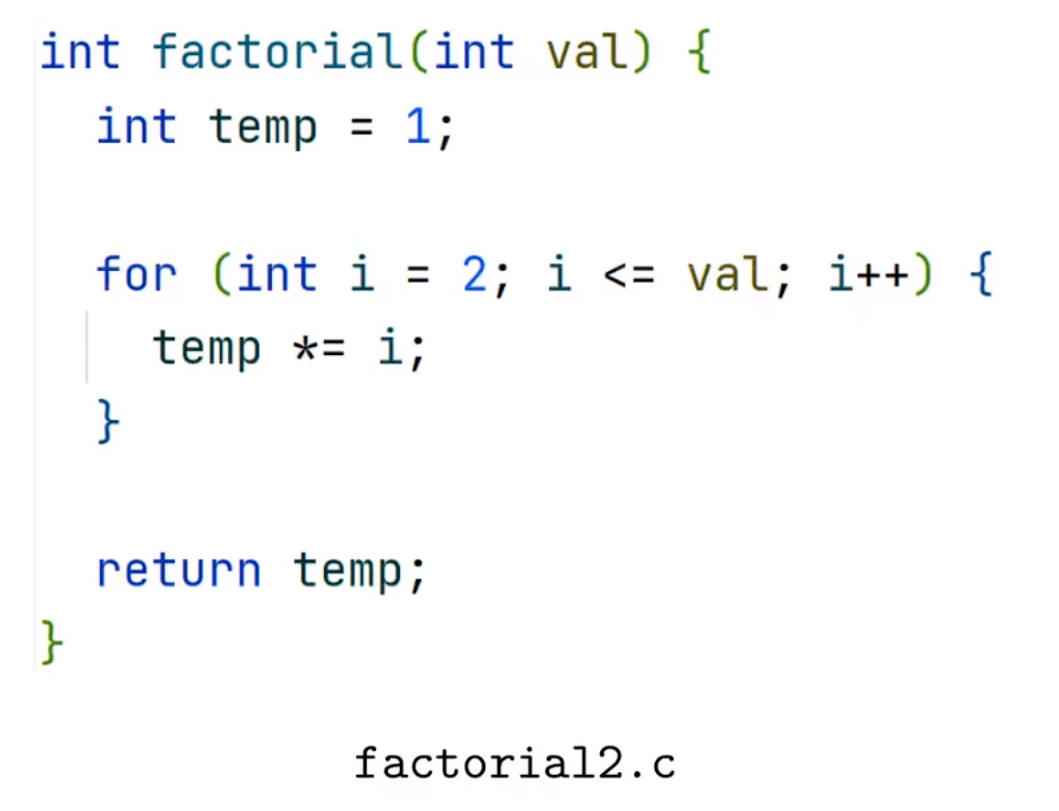 int factorial(int val) {
  int temp = 1;

  for (int i = 2; i <= val; i++) {
    temp *= i;
  }

  return temp;
}
factorial2.c